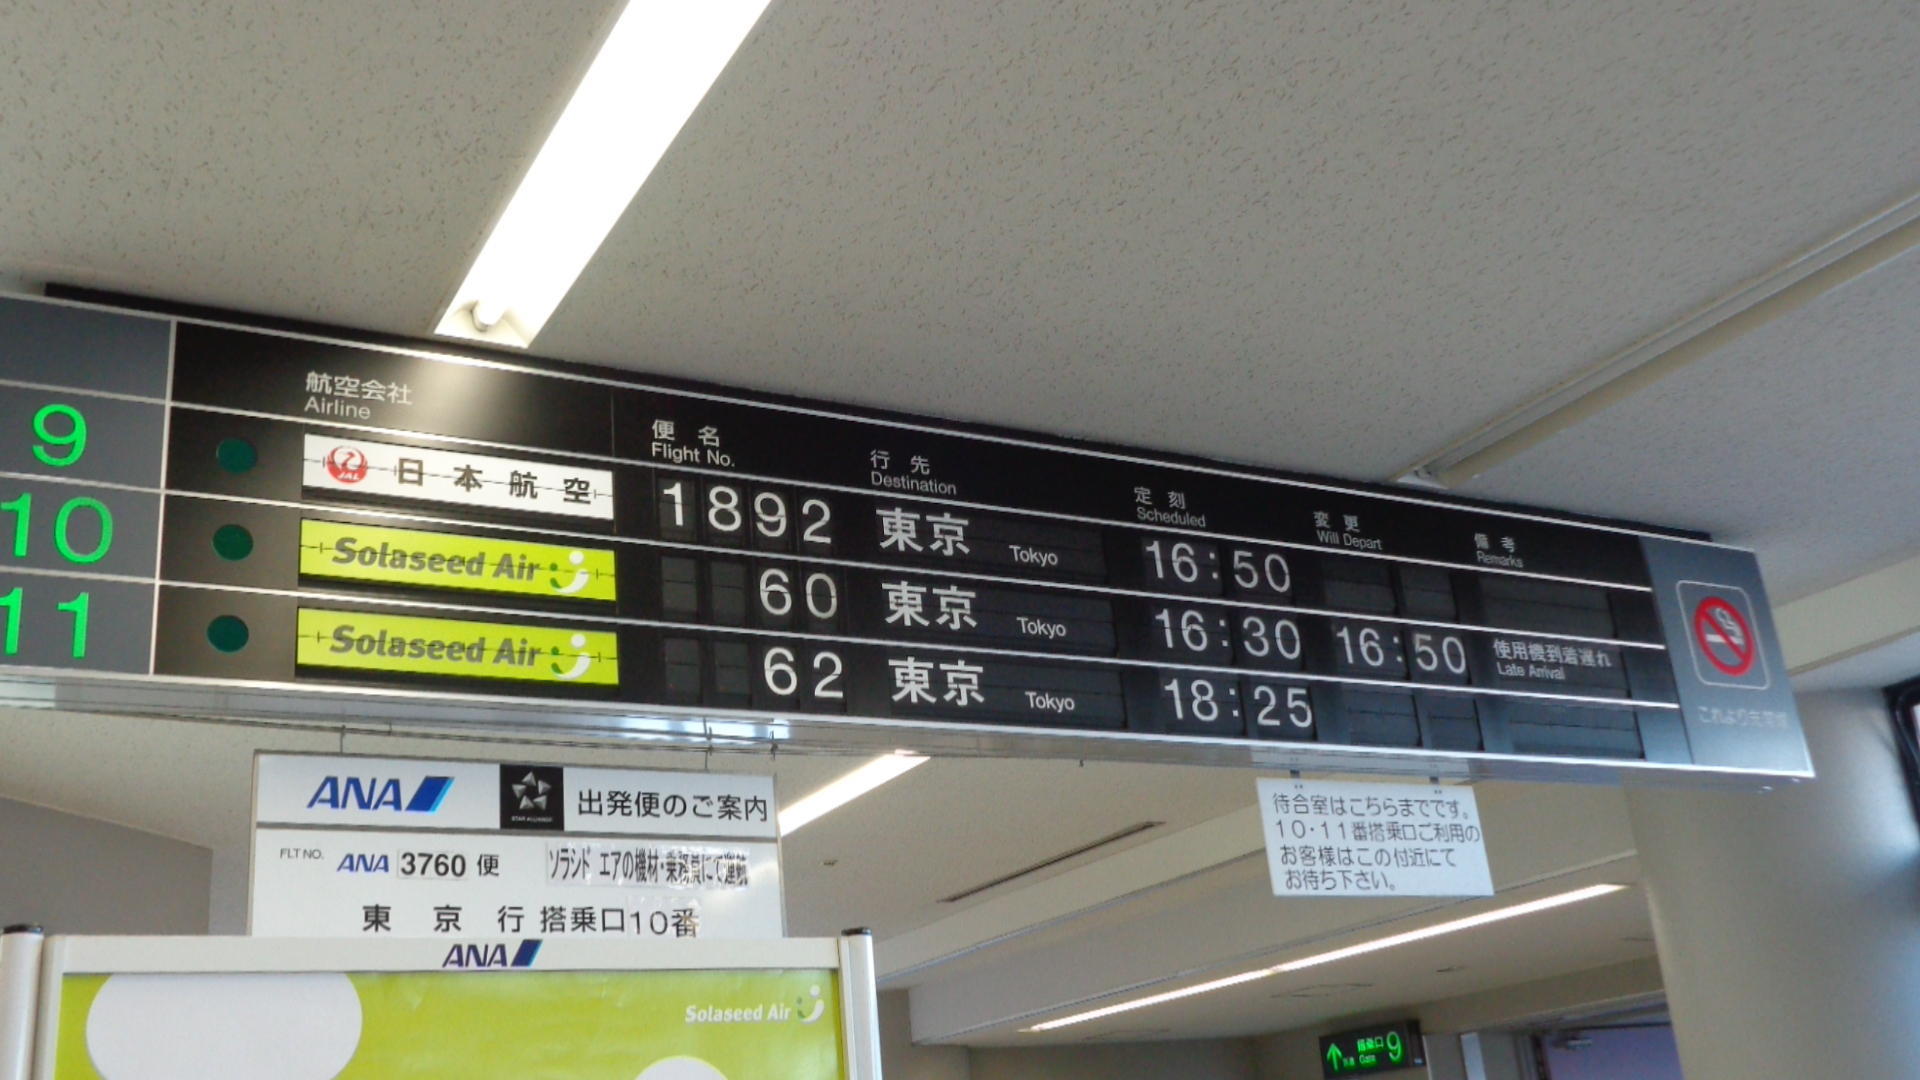 航空会社
Airline
便名
Flight No.
行先
Destination
定刻
Scheduled
変更
Will Depart
備考
Remarks
9 JAL 日本航空 1892 東京 Tokyo 16:50
10 Solaseed Air 60 東京 Tokyo 16:30 16:50 使用機到着遅れ
Late Arrival
11 Solaseed Air 62 東京 Tokyo 18:25
ANA STAR ALLIANCE 出発便のご案内
FLT NO. ANA 3760 便 ソラシド エアの機材・乗務員にて運航
東京行 搭乗口10番
ANA
Solaseed Air
待合室はこちらまでです。
10・11番搭乗口ご利用の
お客様はこの付近にて
お待ち下さい。
搭乗口 9
Gate